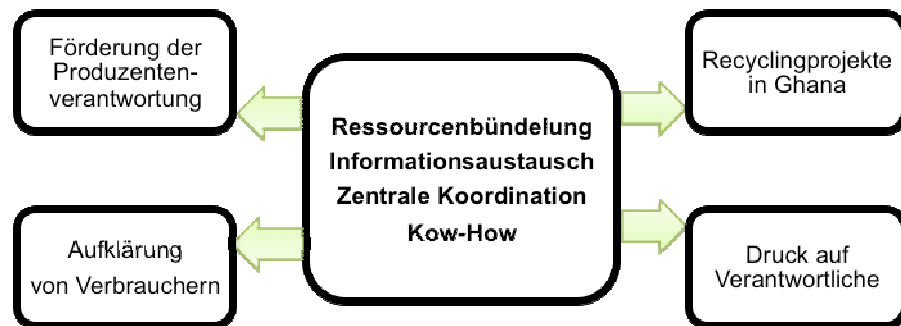 Förderung der
Produzenten-
verantwortung
Recyclingprojekte
in Ghana
Ressourcenbündelung
Informationsaustausch
Zentrale Koordination
Kow-How
Aufklärung
von Verbrauchern
Druck auf
Verantwortliche